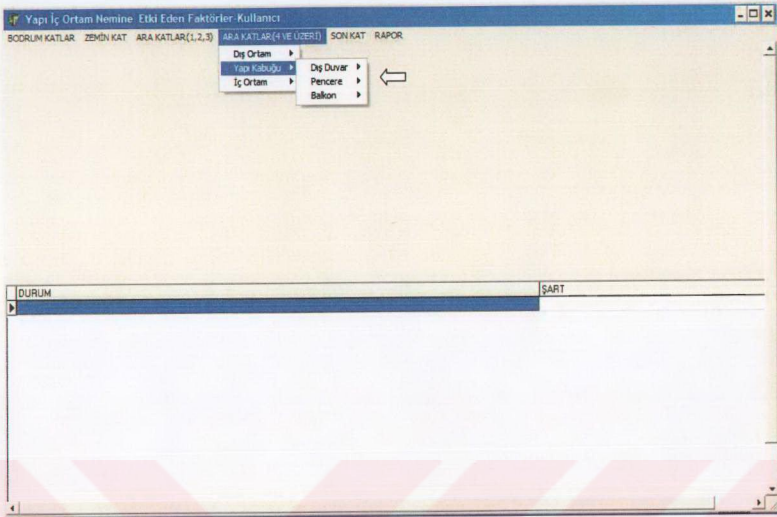 Yapı İç Ortam Nemine Etki Eden Faktörler-Kullanıcı
BODRUM KATLAR ZEMİN KAT ARA KATLAR(1,2,3) ARA KATLAR(4 VE ÜZERİ) SON KAT RAPOR
Dış Ortam
Yapı Kabuğu Dış Duvar
İç Ortam Pencere
Balkon
DURUM ŞART